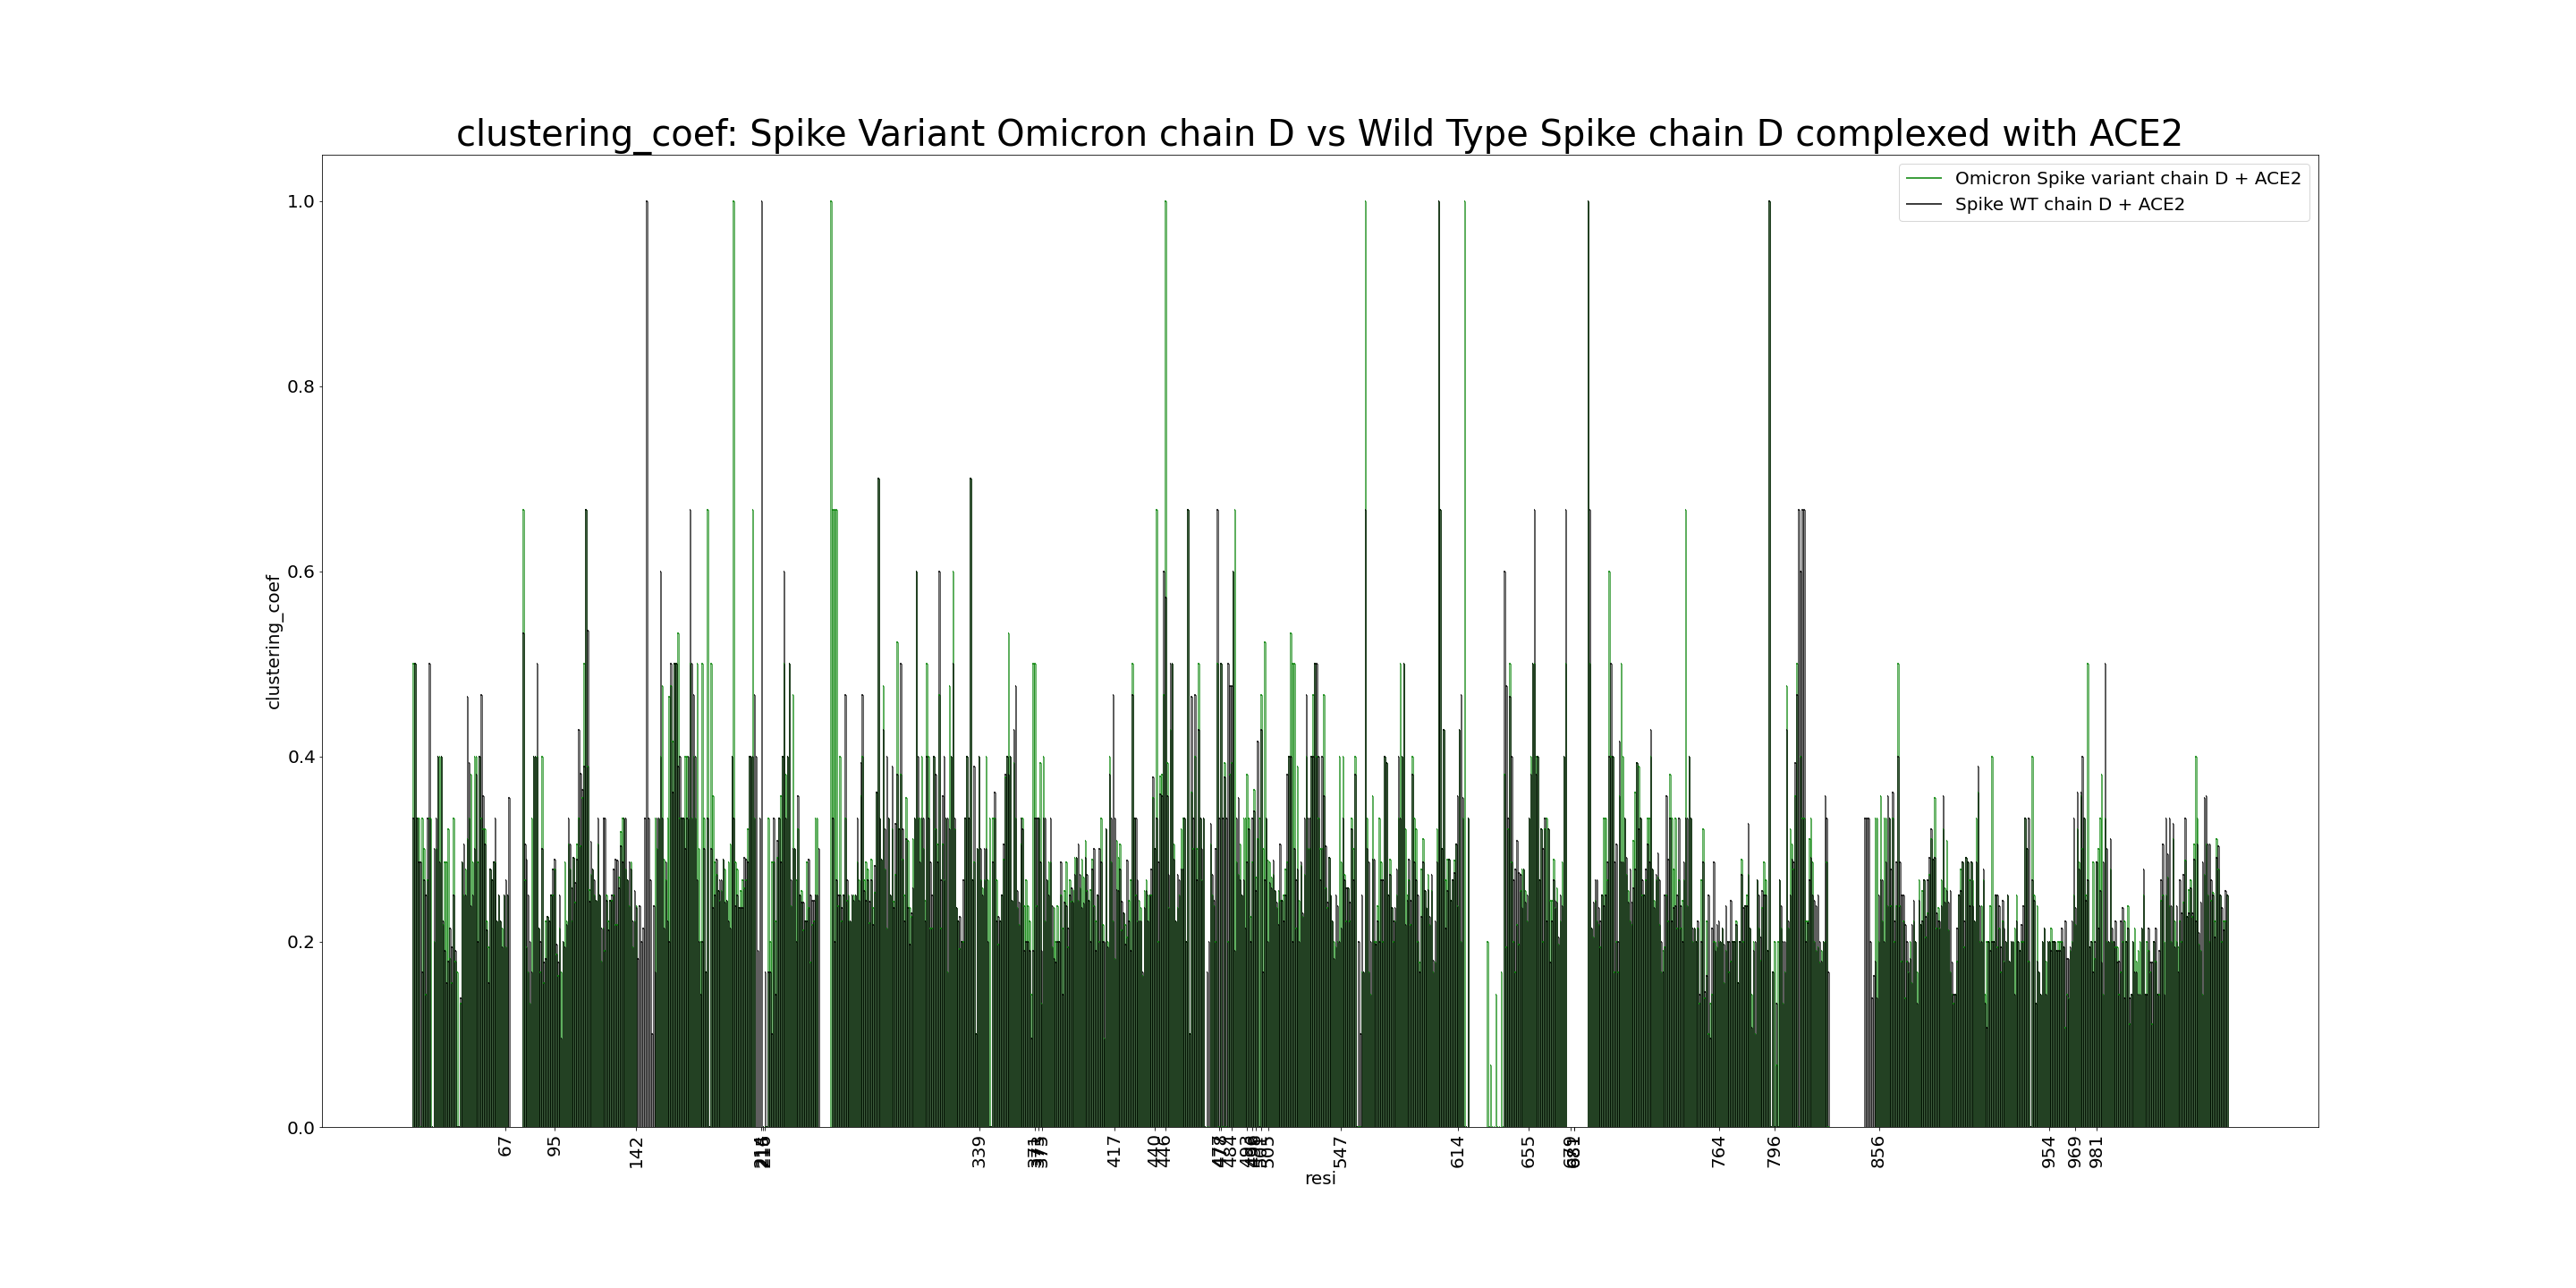 clustering_coef: Spike Variant Omicron chain D vs Wild Type Spike chain D complexed with ACE2
Omicron Spike variant chain D + ACE2
Spike WT chain D + ACE2
clustering_coef
1.0
0.8
0.6
0.4
0.2
0.0
67 95 142 339 417 440 446 484 505 547 614 655 681 764 796 856 954 969 981
resi